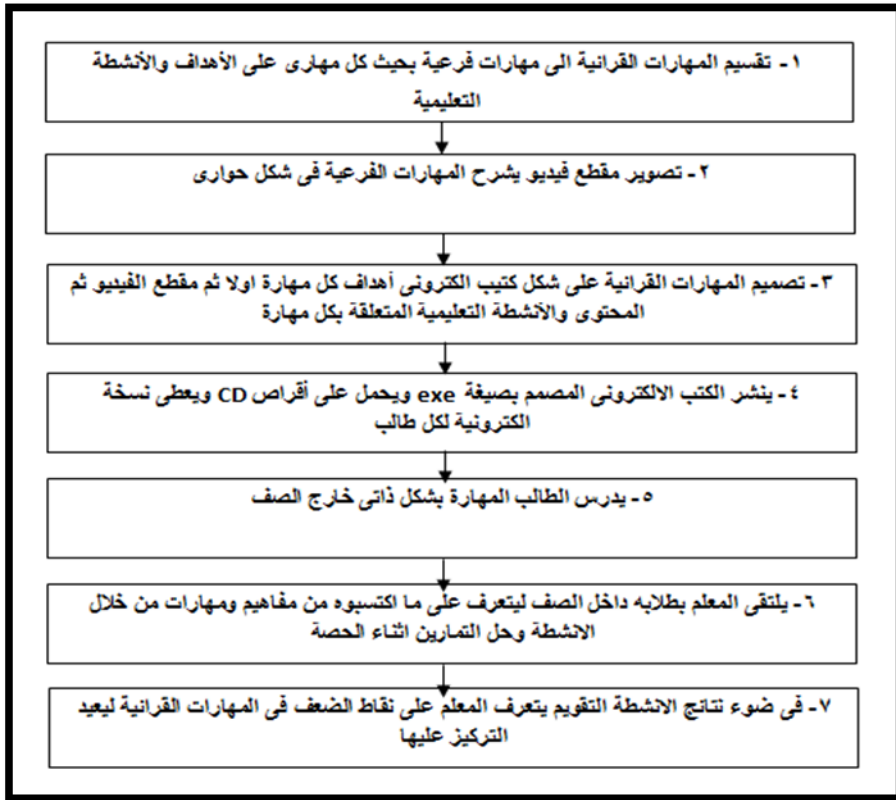 ١- تقسيم المهارات القرانية الى مهارات فرعية بحيث كل مهارى على الأهداف والأنشطة
التعليمية
٢- تصوير مقطع فيديو يشرح المهارات الفرعية فى شكل حوارى
٣- تصميم المهارات القرانية على شكل كتيب الكترونى أهداف كل مهارة اولا ثم مقطع الفيديو ثم
المحتوى والأنشطة التعليمية المتعلقة بكل مهارة
٤- ينشر الكتب الالكترونى المصمم بصيغة exe ويحمل على أقراص CD ويعطى نسخة
الكترونية لكل طالب
٥- يدرس الطالب المهارة بشكل ذاتى خارج الصف
٦- يلتقى المعلم بطلابه داخل الصف ليتعرف على ما اكتسبوه من مفاهيم ومهارات من خلال
الانشطة وحل التمارين اثناء الحصة
٧- فى ضوء نتائج الانشطة التقويم يتعرف المعلم على نقاط الضعف فى المهارات القرانية ليعيد
التركيز عليها